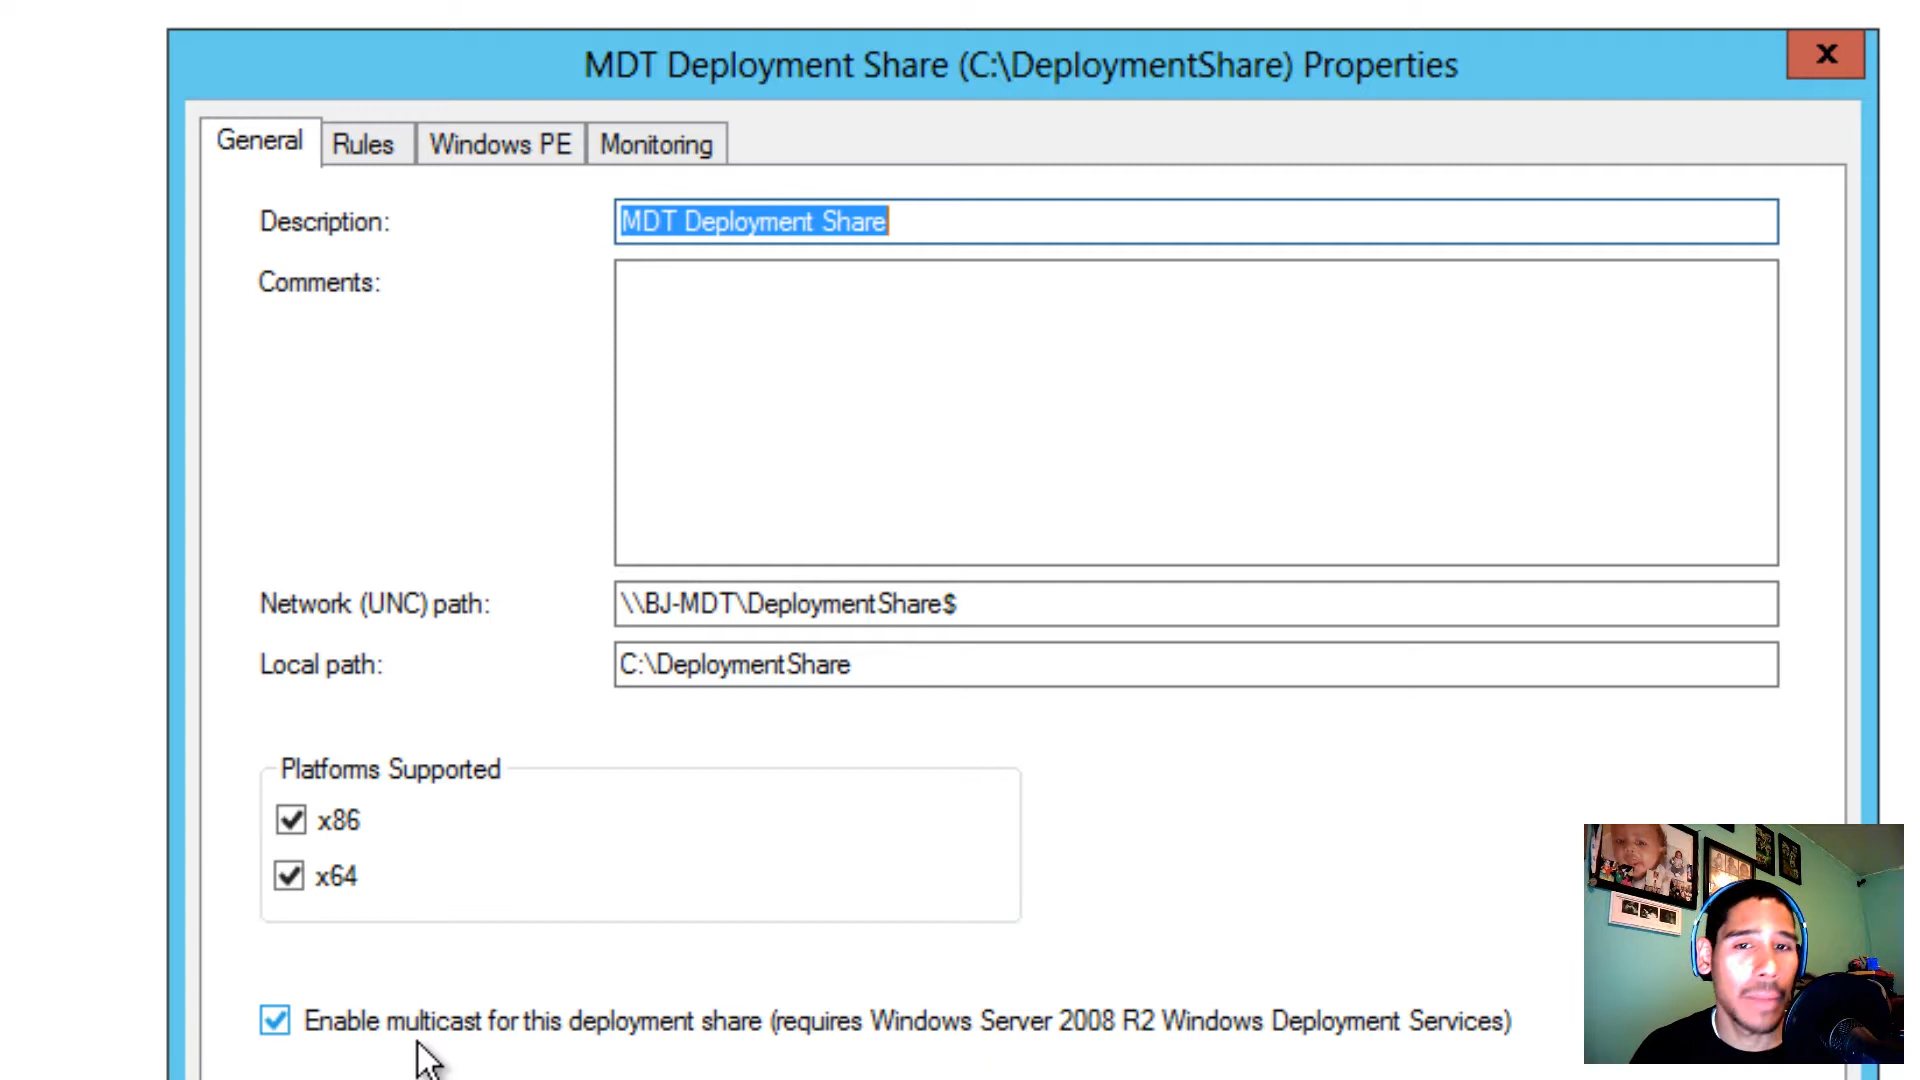 MDT Deployment Share (C:\DeploymentShare) Properties
X
General Rules Windows PE Monitoring
Description: MDT Deployment Share
Comments:
Network (UNC) path: \\BJ-MDT\DeploymentShare$
Local path: C:\DeploymentShare
Platforms Supported
x86
x64
Enable multicast for this deployment share (requires Windows Server 2008 R2 Windows Deployment Services)